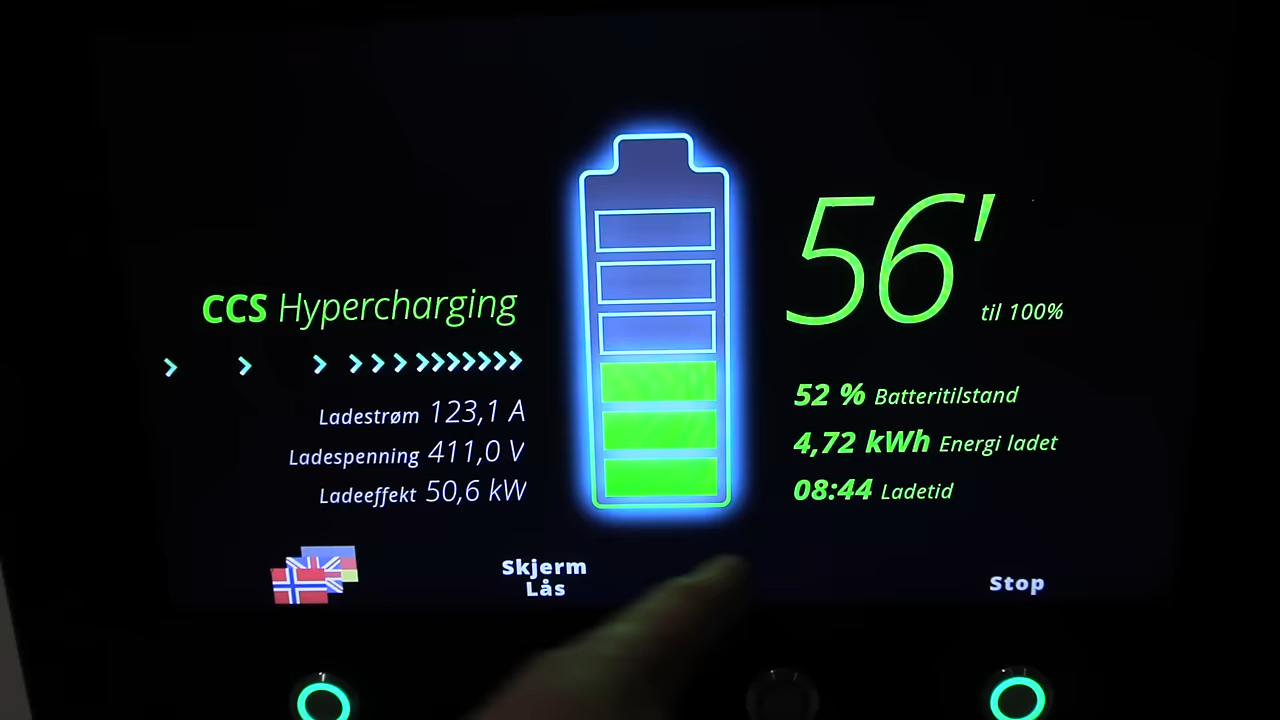 CCS Hypercharging
Ladestrøm 123,1 A
Ladespenning 411,0 V
Ladeeffekt 50,6 kW
56'
til 100%
52 % Batteritilstand
4,72 kWh Energi ladet
08:44 Ladetid
Skjerm
Lås
Stop